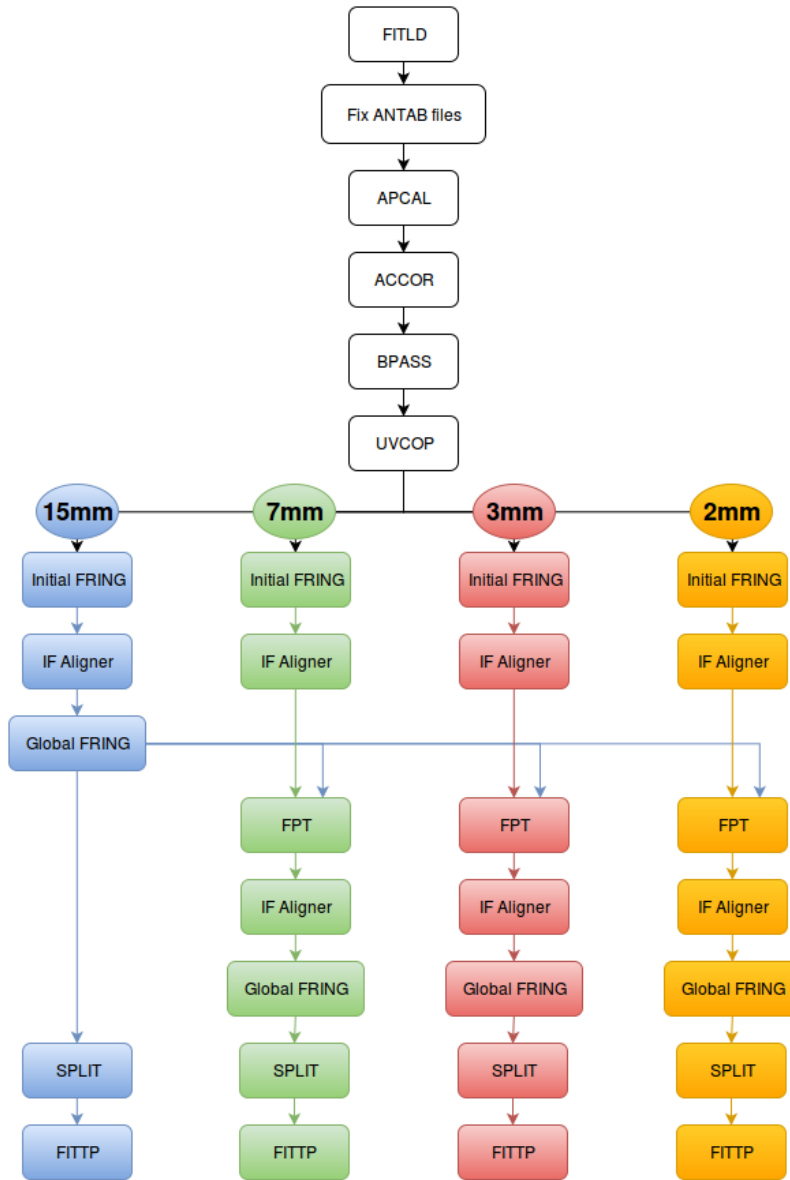 FITLD
Fix ANTAB files
APCAL
ACCOR
BPASS
UVCOP
15mm
7mm
3mm
2mm
Initial FRING
Initial FRING
Initial FRING
Initial FRING
IF Aligner
IF Aligner
IF Aligner
IF Aligner
Global FRING
FPT
FPT
FPT
IF Aligner
IF Aligner
IF Aligner
Global FRING
Global FRING
Global FRING
SPLIT
SPLIT
SPLIT
SPLIT
FITTP
FITTP
FITTP
FITTP